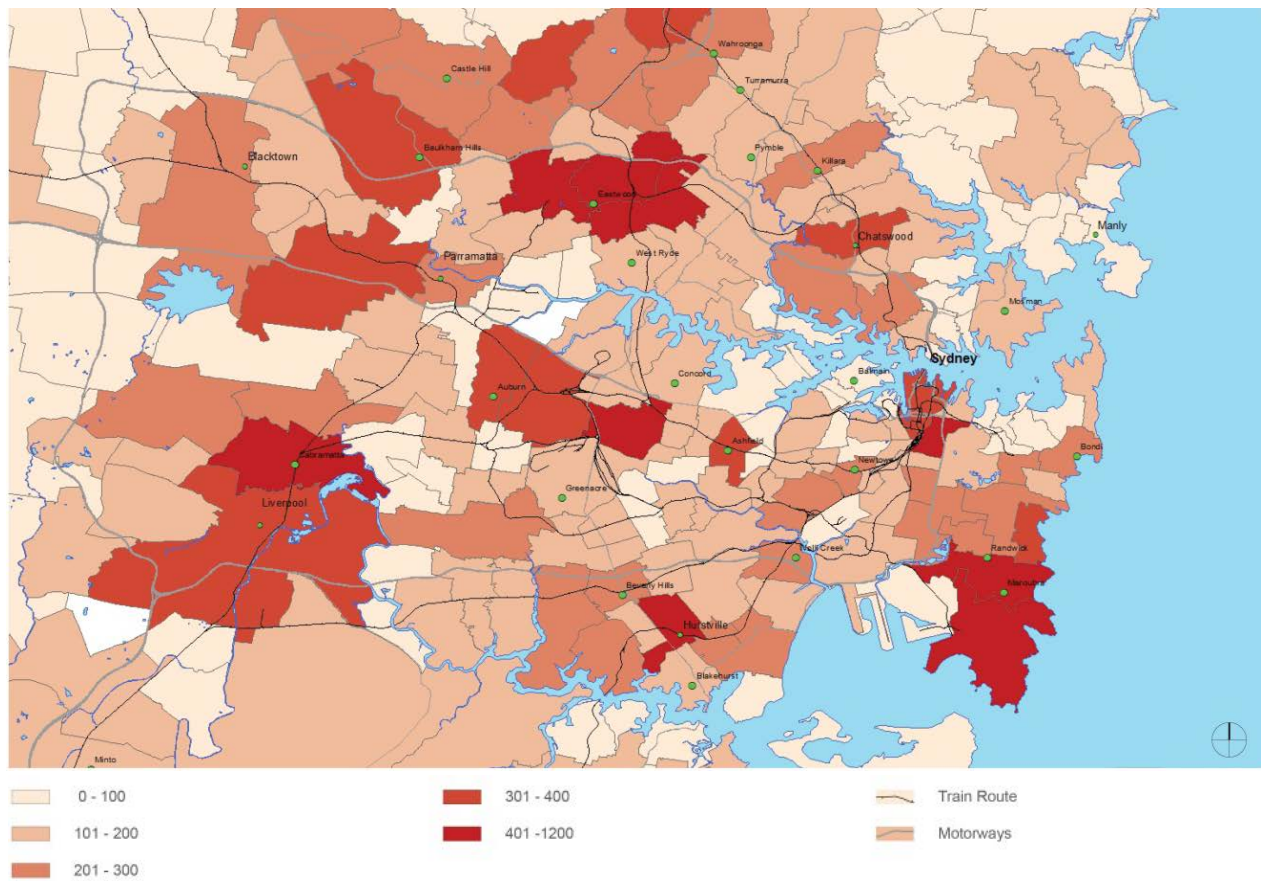 Wahroonga
Castle Hill
Turramurra
Blacktown
Baulkham Hills
Pymble
Killara
Eastwood
Manly
Chatswood
Parramatta
West Ryde
Mosman
Sydney
Balmain
Concord
Auburn
Ashfield
Bondi
Cabramatta
Newtown
Greenacre
Liverpool
Wolli Creek
Randwick
Beverly Hills
Maroubra
Hurstville
Blakehurst
Minto
0 - 100
301 - 400
Train Route
101 - 200
401 -1200
Motorways
201 - 300